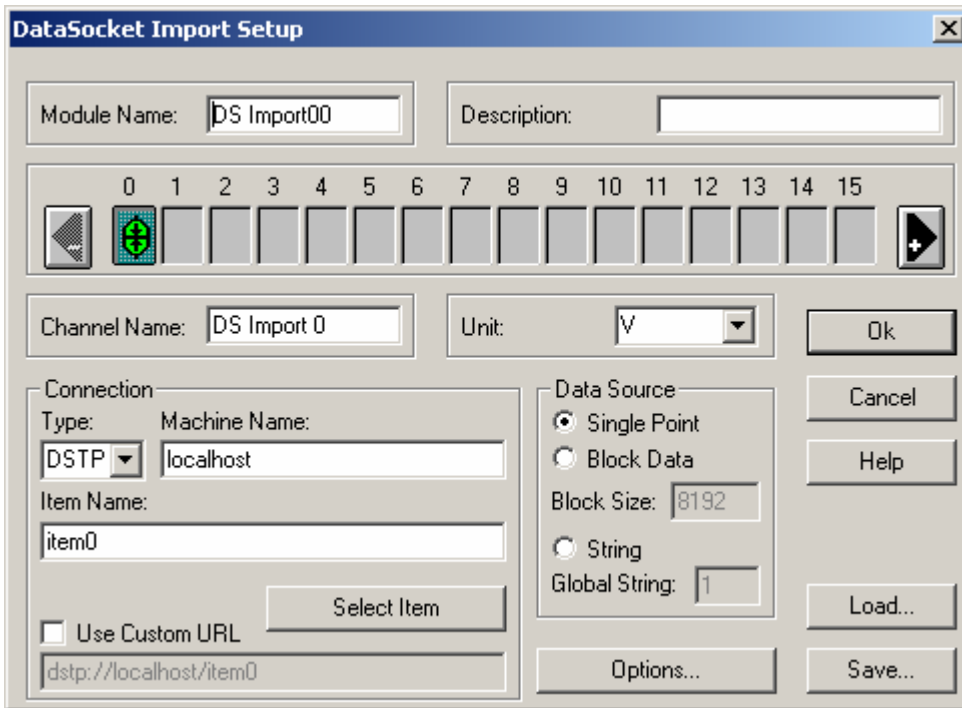 DataSocket Import Setup
Module Name: DS Import00 Description:
0 1 2 3 4 5 6 7 8 9 10 11 12 13 14 15
Channel Name: DS Import 0 Unit: V
Ok
Cancel
Help
Connection
Type: Machine Name:
DSTP localhost
Item Name:
item0
Select Item
Use Custom URL
dstp://localhost/item0
Data Source
Single Point
Block Data
Block Size: 8192
String
Global String: 1
Options...
Load...
Save...